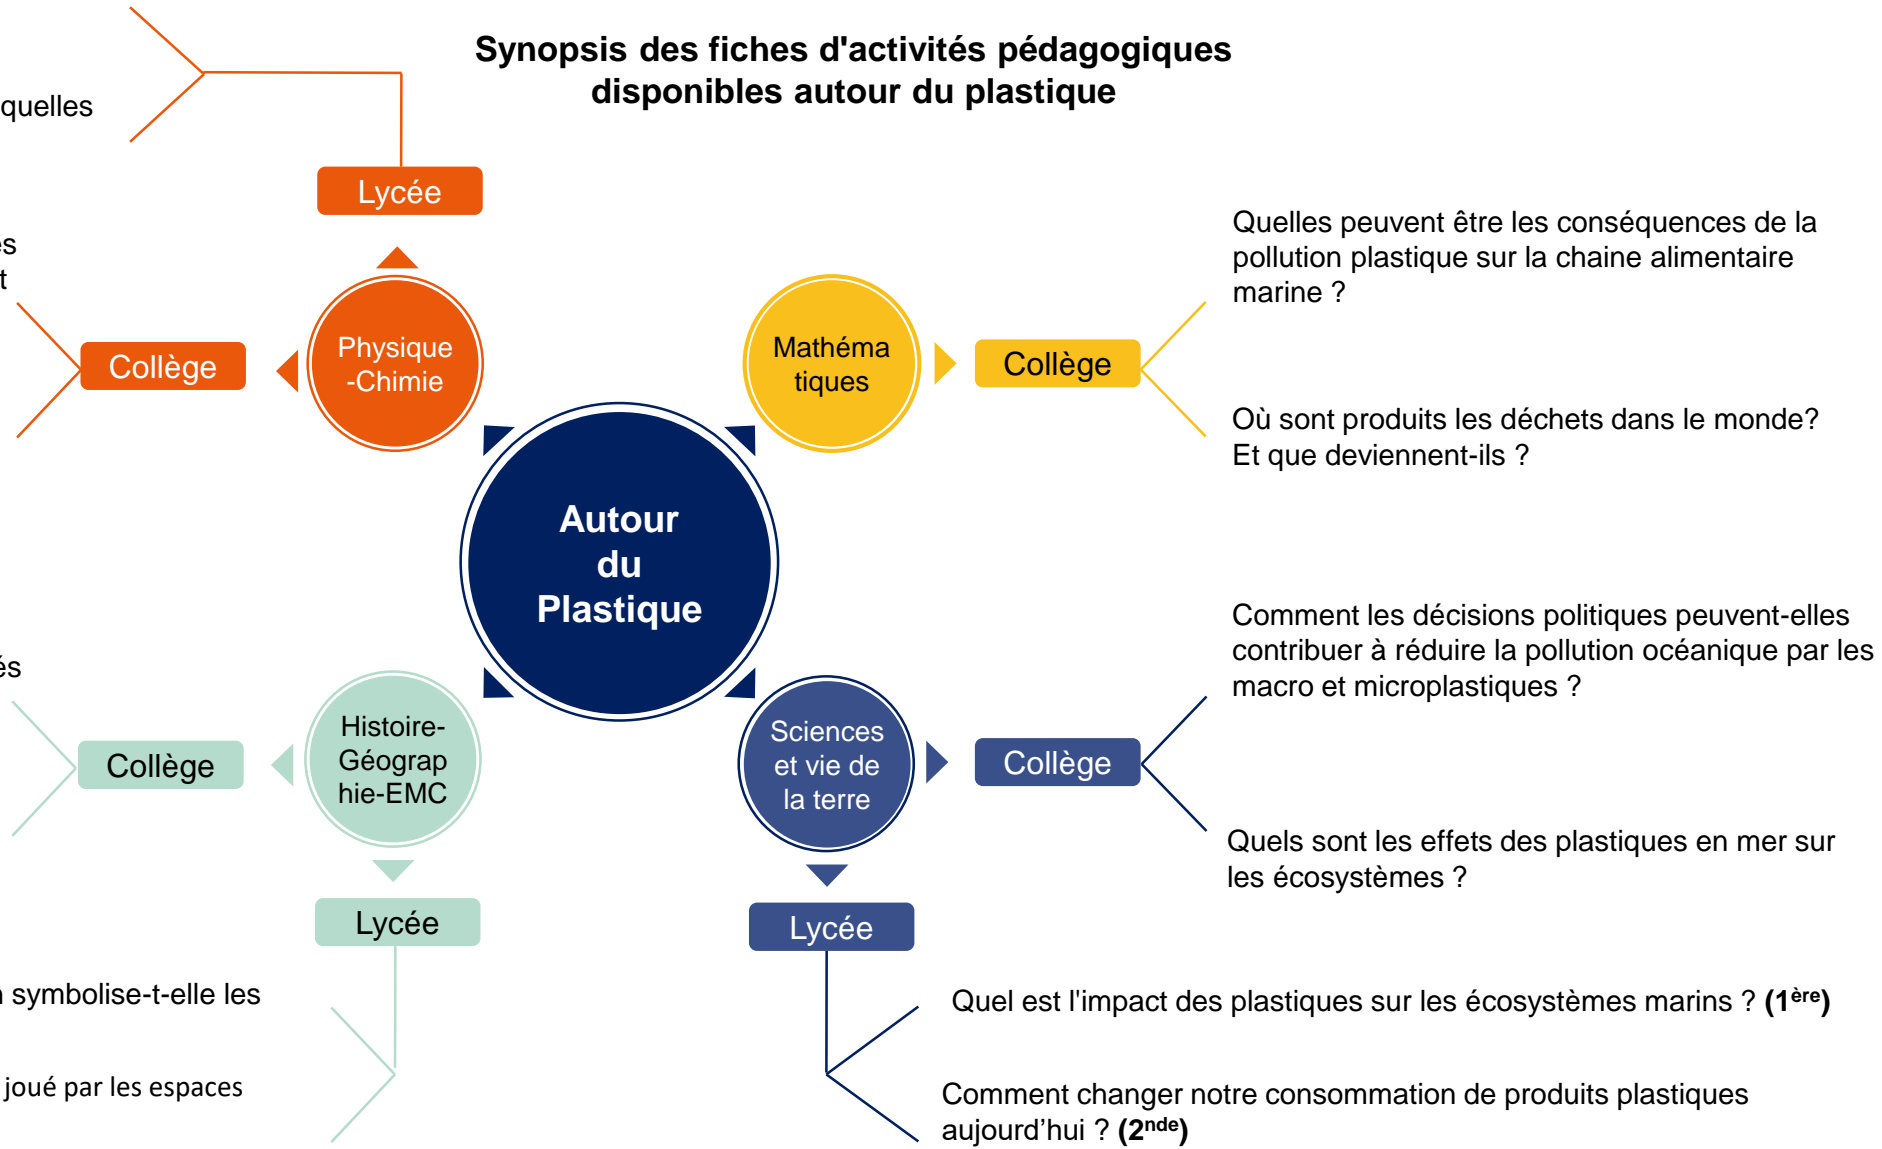 Synopsis des fiches d'activités pédagogiques
disponibles autour du plastique
quelles
Lycée
es
t
Collège
Physique
-Chimie
Mathéma
tiques
Collège
Quelles peuvent être les conséquences de la
pollution plastique sur la chaine alimentaire
marine ?
Où sont produits les déchets dans le monde?
Et que deviennent-ils ?
Autour
du
Plastique
és
Collège
Histoire-
Géograp
hie-EMC
Lycée
symbolise-t-elle les
joué par les espaces
Sciences
et vie de
la terre
Collège
Comment les décisions politiques peuvent-elles
contribuer à réduire la pollution océanique par les
macro et microplastiques ?
Quels sont les effets des plastiques en mer sur
les écosystèmes ?
Lycée
Quel est l'impact des plastiques sur les écosystèmes marins ? (1ère)
Comment changer notre consommation de produits plastiques
aujourd’hui ? (2nde)